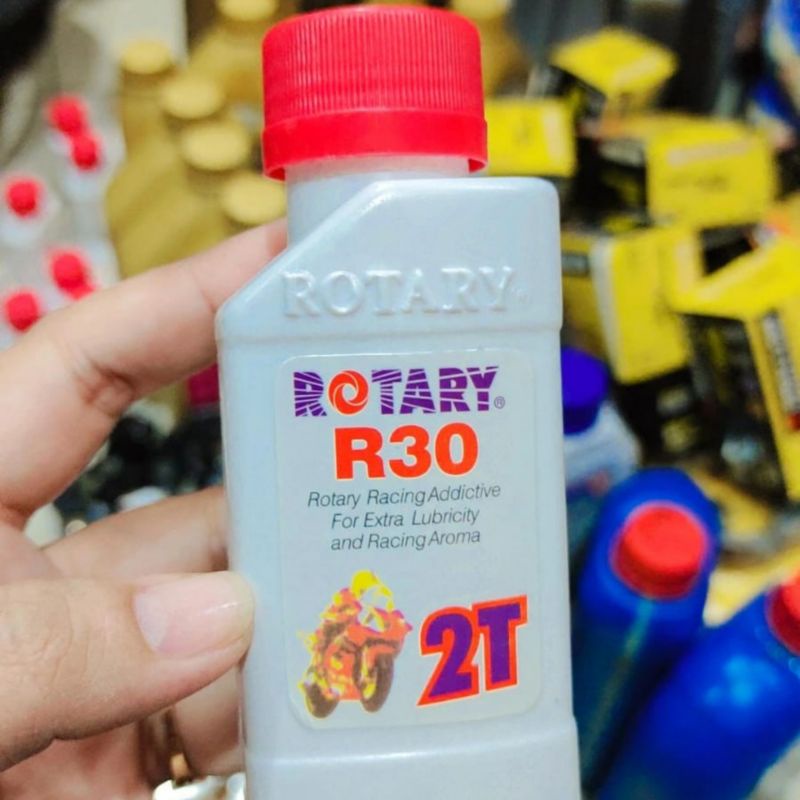 ROTARY
ROTARY®
R30
Rotary Racing Addictive
For Extra Lubricity
and Racing Aroma
2T